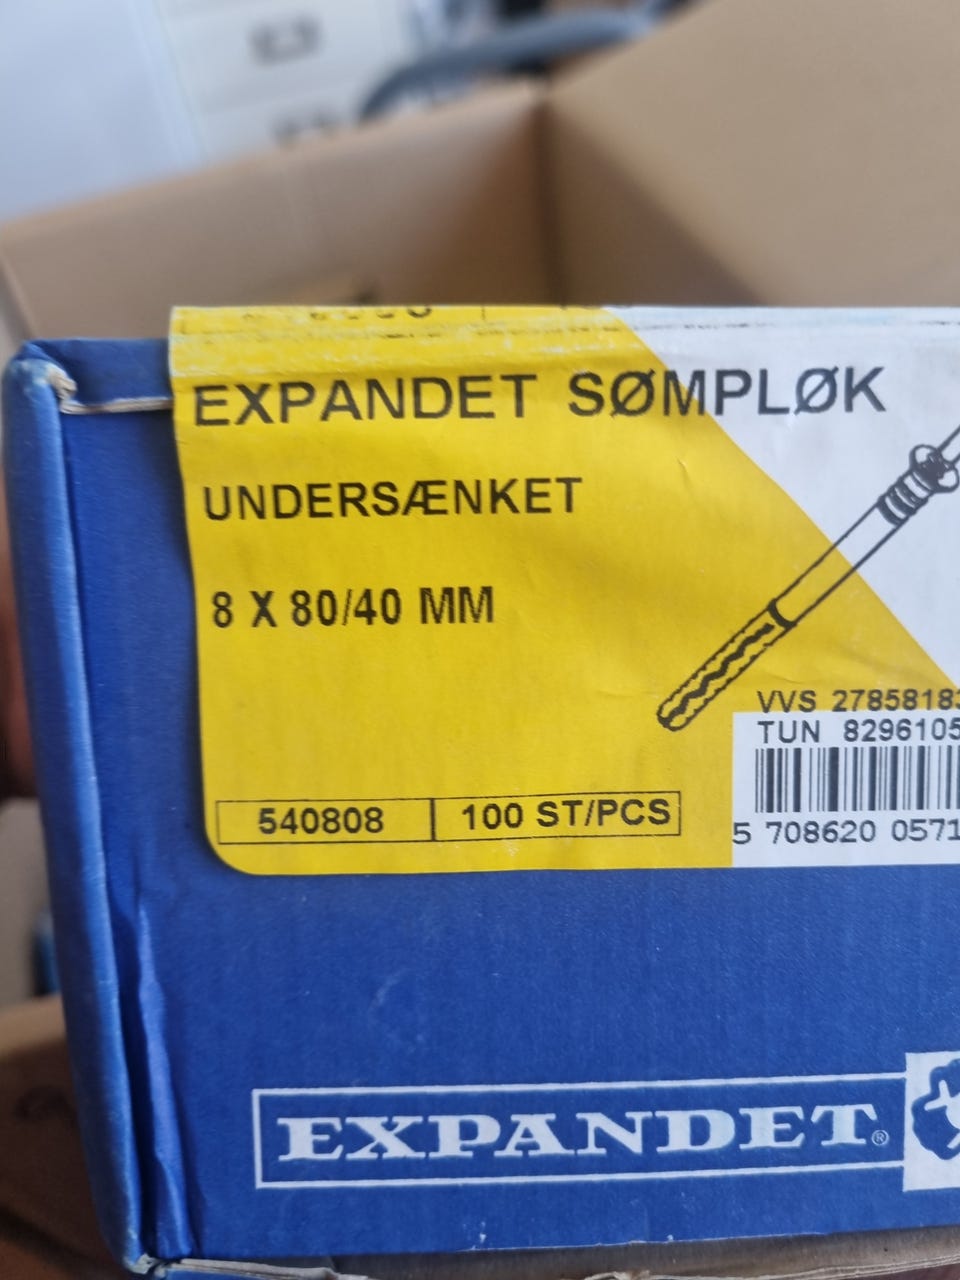 EXPANDET SØMPLØK
UNDERSÆNKET
8 X 80/40 MM
VVS 27858183
TUN 8296105
540808 100 ST/PCS
5 708620 0571
EXPANDET®